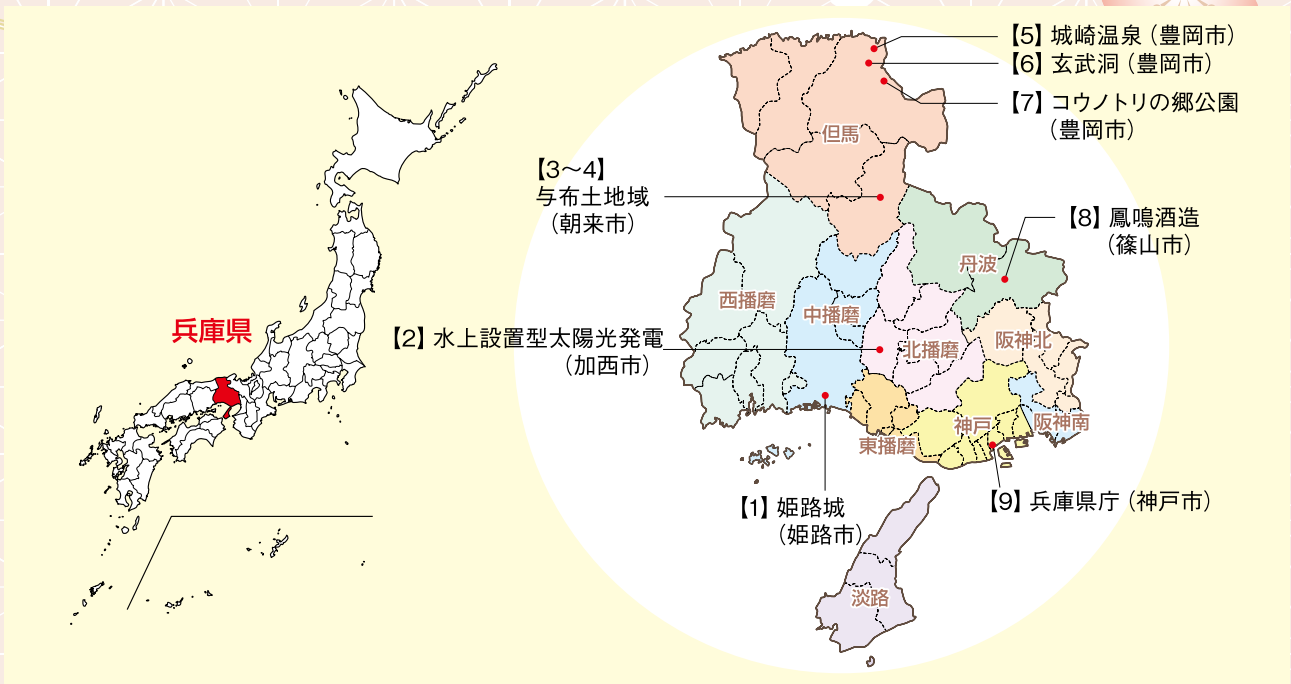 【5】城崎温泉（豊岡市）
【6】玄武洞（豊岡市）
【7】コウノトリの郷公園
（豊岡市）
但馬
【3～4】
与布土地域
（朝来市）
【8】鳳鳴酒造
（篠山市）
丹波
西播磨
中播磨
兵庫県
【2】水上設置型太陽光発電
（加西市）
北播磨
阪神北
神戸
阪神南
東播磨
【1】姫路城
（姫路市）
【9】兵庫県庁（神戸市）
淡路